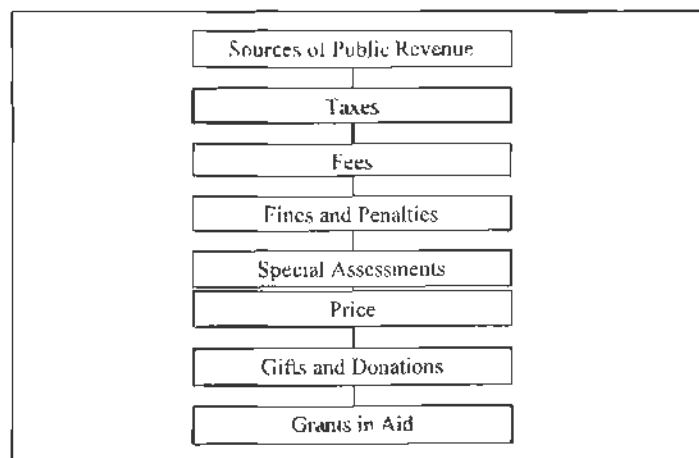 Sources of Public Revenue
Taxes
Fees
Fines and Penalties
Special Assessments
Price
Gifts and Donations
Grants in Aid